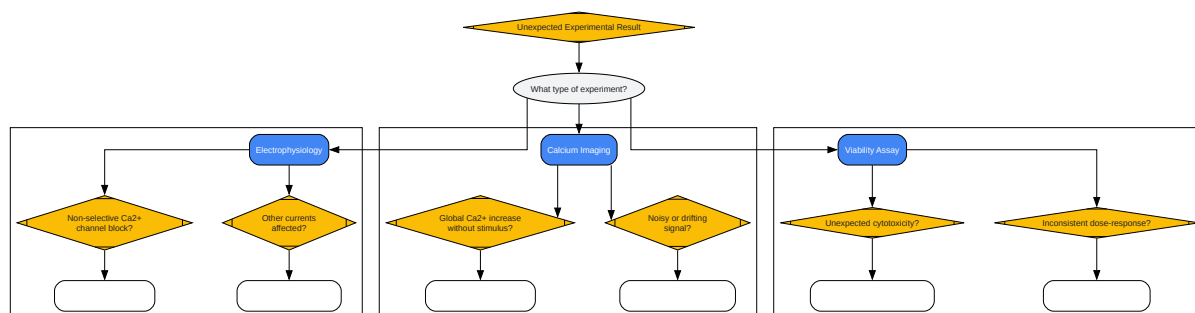 Unexpected Experimental Result
What type of experiment?
Electrophysiology
Calcium Imaging
Viability Assay
Non-selective Ca2+
channel block?
Other currents
affected?
Global Ca2+ increase
without stimulus?
Noisy or drifting
signal?
Unexpected cytotoxicity?
Inconsistent dose-response?